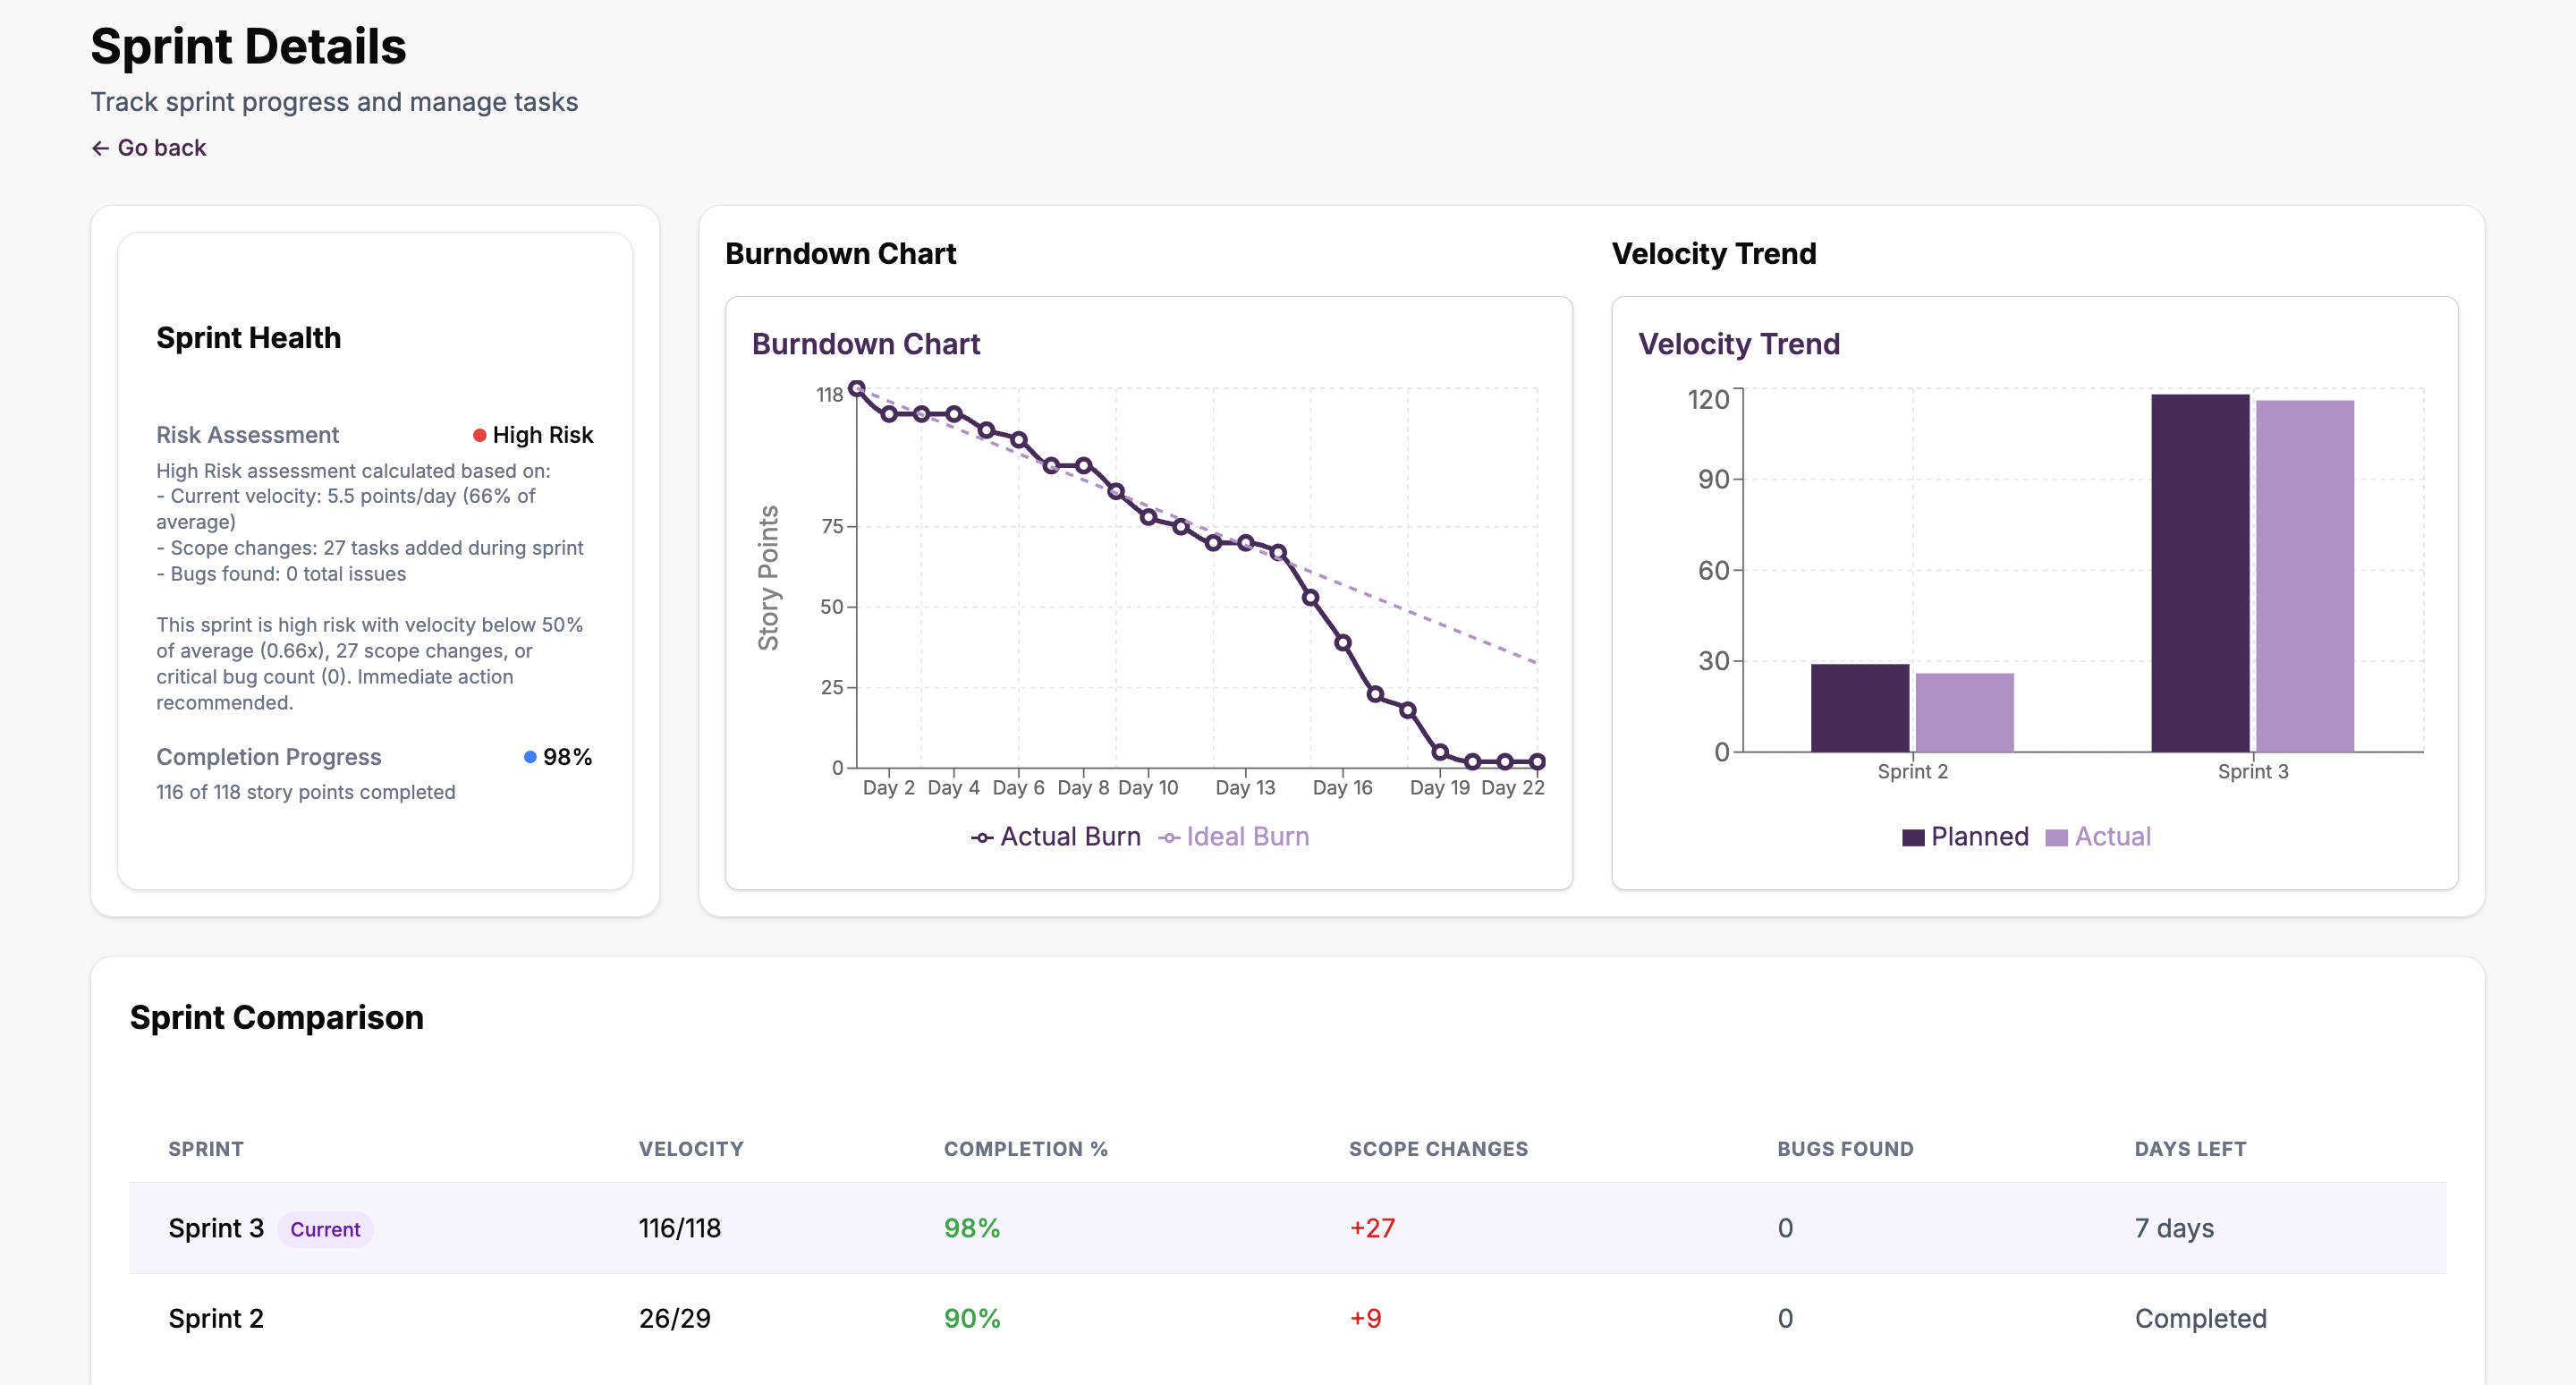 Sprint Details
Track sprint progress and manage tasks
← Go back
Sprint Health
Risk Assessment
High Risk
High Risk assessment calculated based on:
- Current velocity: 5.5 points/day (66% of
average)
- Scope changes: 27 tasks added during sprint
- Bugs found: 0 total issues
This sprint is high risk with velocity below 50%
of average (0.66x), 27 scope changes, or
critical bug count (0). Immediate action
recommended.
Completion Progress
98%
116 of 118 story points completed
Burndown Chart
Burndown Chart
Story Points
118
75
50
25
0
Day 2 Day 4 Day 6 Day 8 Day 10 Day 13 Day 16 Day 19 Day 22
Actual Burn Ideal Burn
Velocity Trend
Velocity Trend
120
90
60
30
0
Sprint 2 Sprint 3
Planned Actual
Sprint Comparison
SPRINT VELOCITY COMPLETION % SCOPE CHANGES BUGS FOUND DAYS LEFT
Sprint 3 Current 116/118 98% +27 0 7 days
Sprint 2 26/29 90% +9 0 Completed